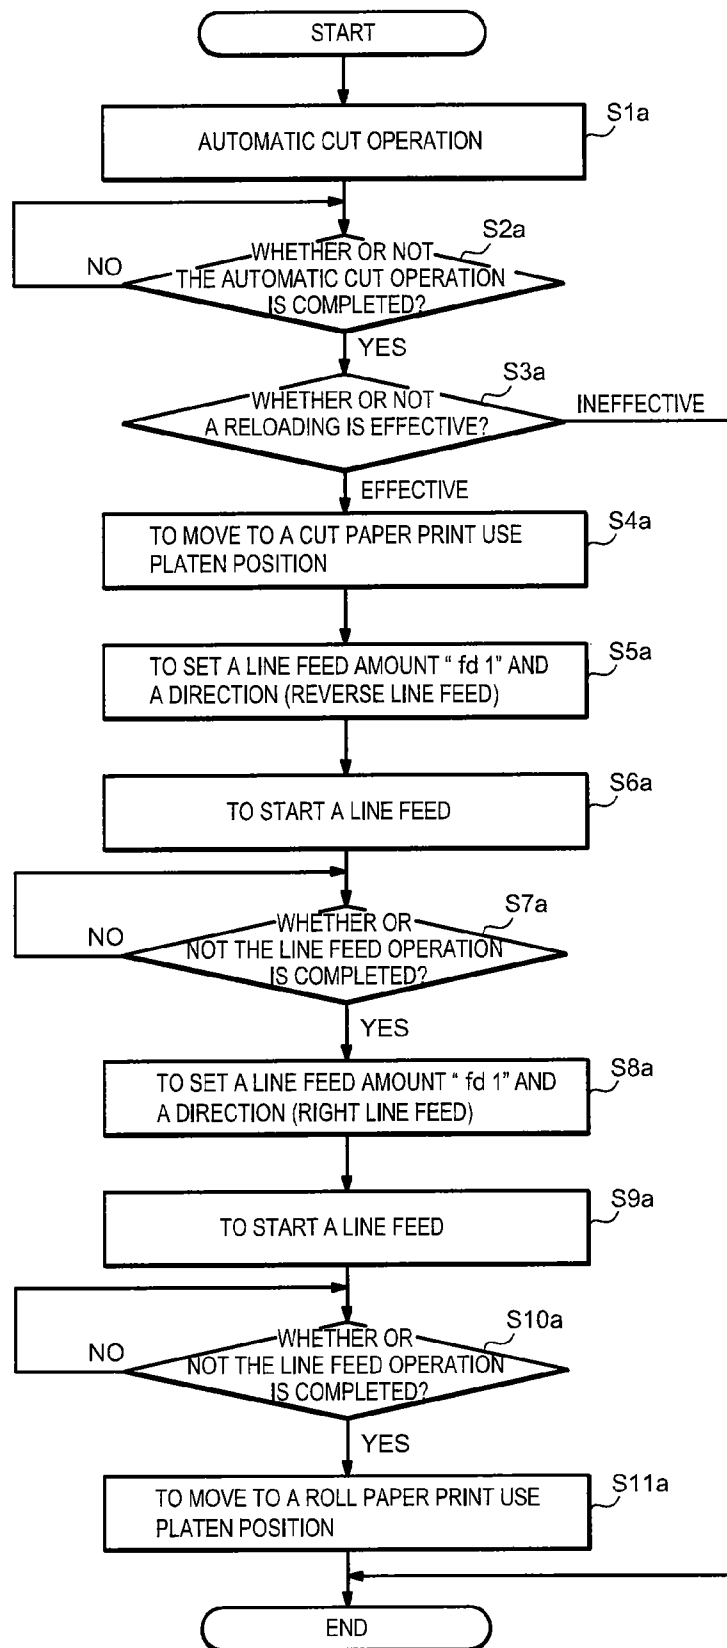 START
S1a
AUTOMATIC CUT OPERATION
S2a
WHETHER OR NOT
THE AUTOMATIC CUT OPERATION
IS COMPLETED?
NO
YES
S3a
WHETHER OR NOT
A RELOADING IS EFFECTIVE?
INEFFECTIVE
EFFECTIVE
S4a
TO MOVE TO A CUT PAPER PRINT USE
PLATEN POSITION
S5a
TO SET A LINE FEED AMOUNT “ fd 1” AND
A DIRECTION (REVERSE LINE FEED)
S6a
TO START A LINE FEED
S7a
WHETHER OR
NOT THE LINE FEED OPERATION
IS COMPLETED?
NO
YES
S8a
TO SET A LINE FEED AMOUNT “ fd 1” AND
A DIRECTION (RIGHT LINE FEED)
S9a
TO START A LINE FEED
S10a
WHETHER OR
NOT THE LINE FEED OPERATION
IS COMPLETED?
NO
YES
S11a
TO MOVE TO A ROLL PAPER PRINT USE
PLATEN POSITION
END